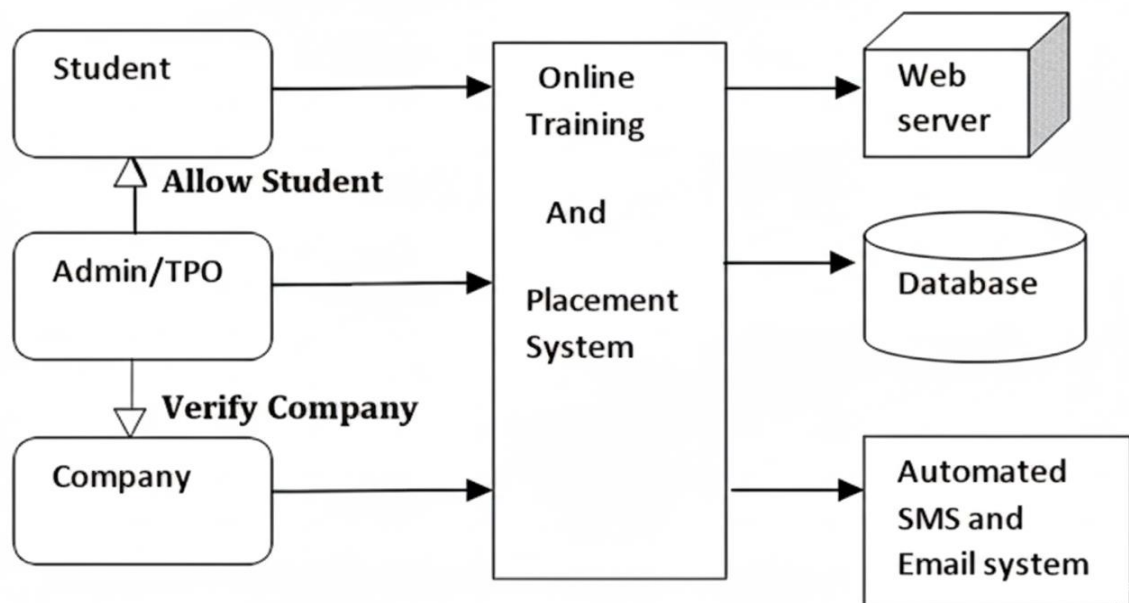 Student
Allow Student
Admin/TPO
Verify Company
Company
Online
Training
And
Placement
System
Web
server
Database
Automated
SMS and
Email system